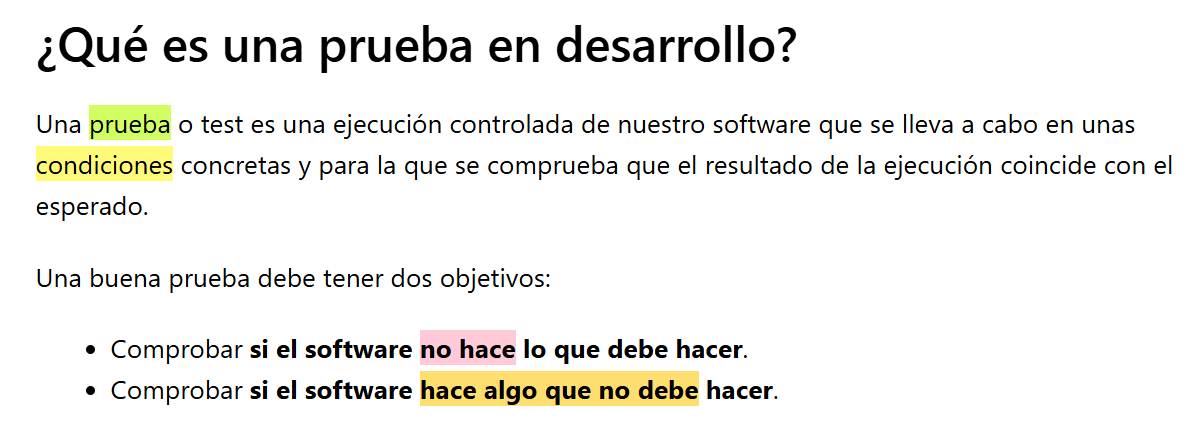 ¿Qué es una prueba en desarrollo?
Una prueba o test es una ejecución controlada de nuestro software que se lleva a cabo en unas
condiciones concretas y para la que se comprueba que el resultado de la ejecución coincide con el
esperado.
Una buena prueba debe tener dos objetivos:
• Comprobar si el software no hace lo que debe hacer.
• Comprobar si el software hace algo que no debe hacer.